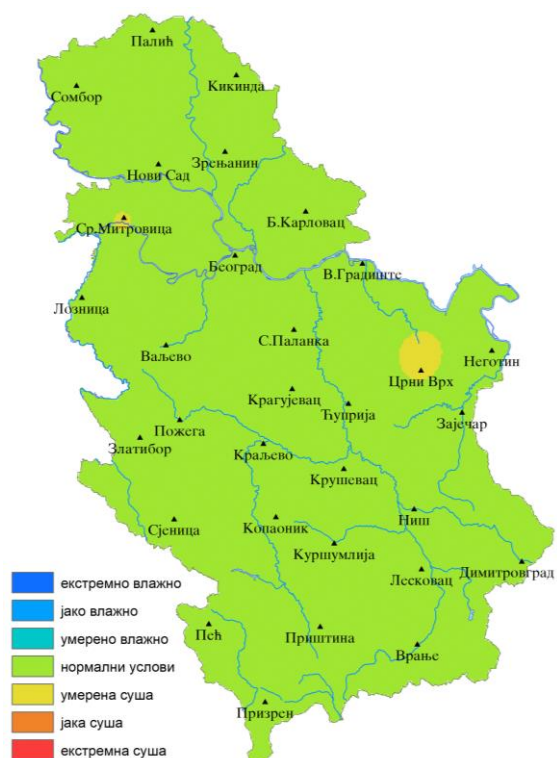 Палић
Сомбор
Кикинда
Зрењанин
Нови Сад
Б.Карловац
Ср.Митровица
Београд
В.Градиште
Лозница
С.Паланка
Ваљево
Неготин
Црни Врх
Крагујевац
Ћуприја
Зајечар
Пожега
Златибор
Краљево
Крушевац
Ниш
Копаоник
Сјеница
Куршумлија
Димитровград
Лесковац
Пећ
Приштина
Врање
Призрен
екстремно влажно
јако влажно
умерено влажно
нормални услови
умерена суша
јака суша
екстремна суша